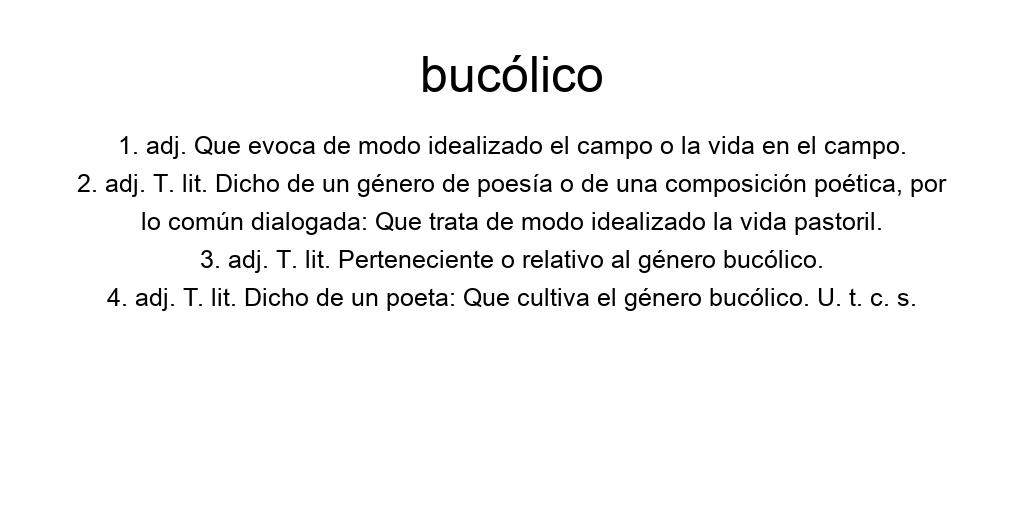 bucólico
1. adj. Que evoca de modo idealizado el campo o la vida en el campo.
2. adj. T. lit. Dicho de un género de poesía o de una composición poética, por
lo común dialogada: Que trata de modo idealizado la vida pastoril.
3. adj. T. lit. Perteneciente o relativo al género bucólico.
4. adj. T. lit. Dicho de un poeta: Que cultiva el género bucólico. U. t. c. s.